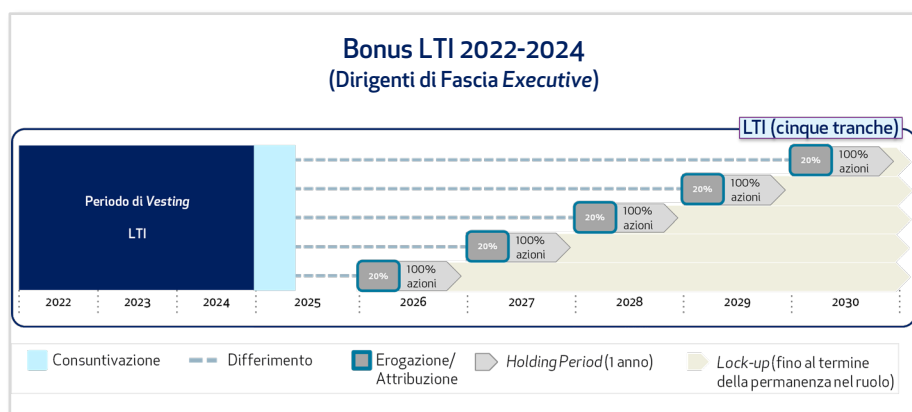 Bonus LTI 2022-2024
(Dirigenti di Fascia Executive)
LTI (cinque tranche)
20%
100%
azioni
20%
100%
azioni
20%
100%
azioni
20%
100%
azioni
20%
100%
azioni
Periodo di Vesting
LTI
2022
2023
2024
2025
2026
2027
2028
2029
2030
Consuntivazione
Differimento
Erogazione/
Attribuzione
Holding Period (1 anno)
Lock-up (fino al termine
della permanenza nel ruolo)